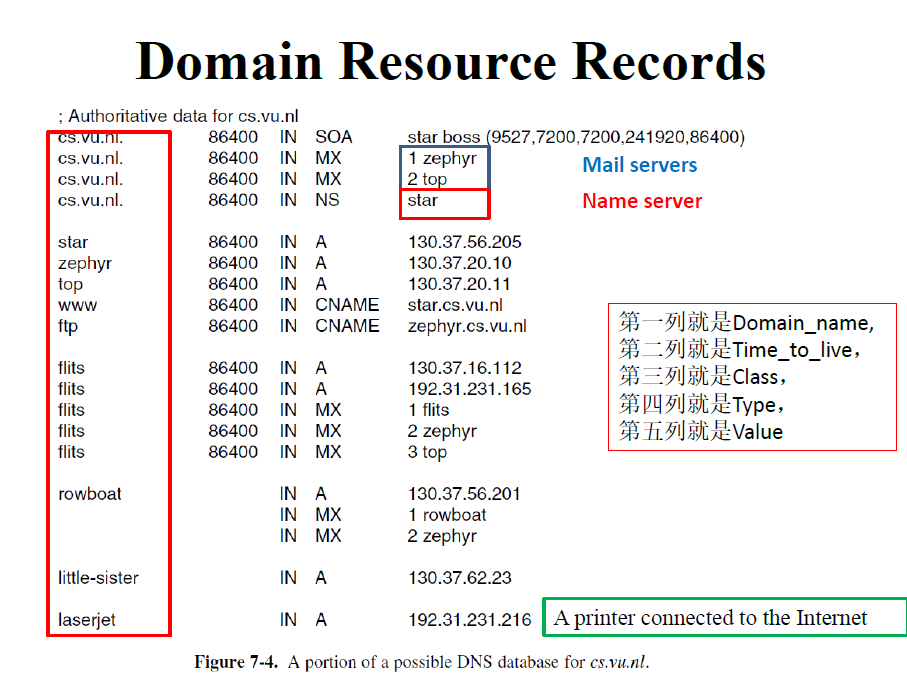 Domain Resource Records
; Authoritative data for cs.vu.nl
cs.vu.nl. 86400 IN SOA star boss (9527,7200,7200,241920,86400)
cs.vu.nl. 86400 IN MX 1 zephyr
cs.vu.nl. 86400 IN MX 2 top
cs.vu.nl. 86400 IN NS star
Mail servers
Name server
star 86400 IN A 130.37.56.205
zephyr 86400 IN A 130.37.20.10
top 86400 IN A 130.37.20.11
www 86400 IN CNAME star.cs.vu.nl
ftp 86400 IN CNAME zephyr.cs.vu.nl
flits 86400 IN A 130.37.16.112
flits 86400 IN A 192.31.231.165
flits 86400 IN MX 1 flits
flits 86400 IN MX 2 zephyr
flits 86400 IN MX 3 top
第一列就是Domain_name,
第二列就是Time_to_live，
第三列就是Class，
第四列就是Type，
第五列就是Value
rowboat IN A 130.37.56.201
IN MX 1 rowboat
IN MX 2 zephyr
little-sister IN A 130.37.62.23
laserjet IN A 192.31.231.216
A printer connected to the Internet
Figure 7-4. A portion of a possible DNS database for cs.vu.nl.